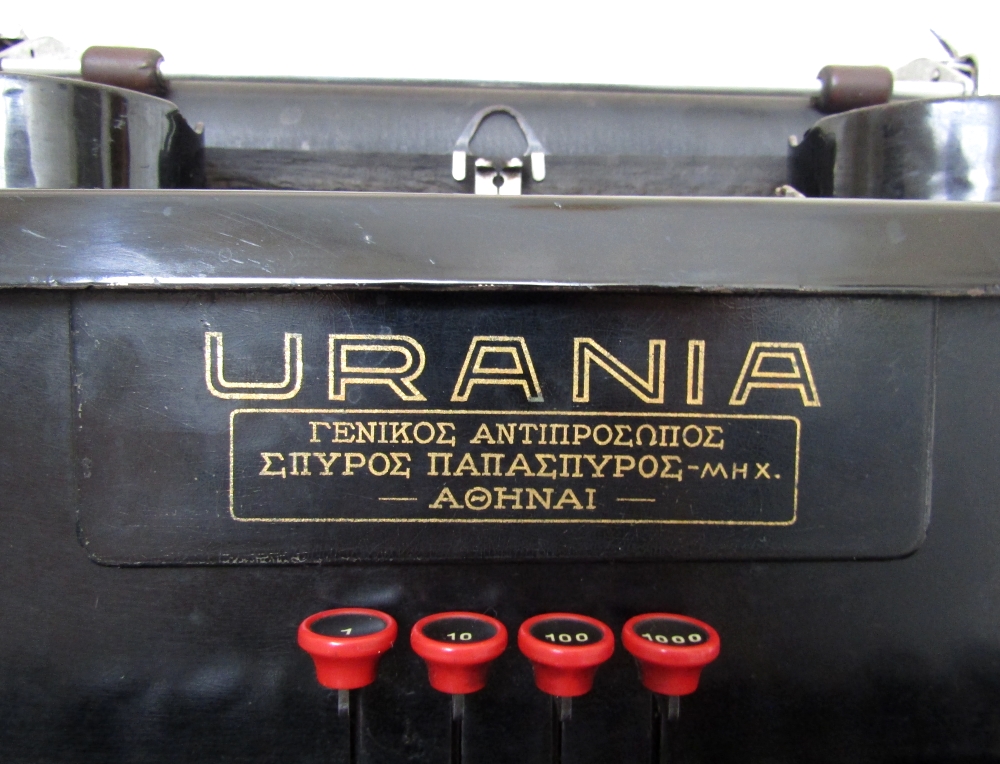 URANIA
ΓΕΝΙΚΟΣ ΑΝΤΙΠΡΟΣΩΠΟΣ
ΣΠΥΡΟΣ ΠΑΠΑΣΠΥΡΟΣ-ΜΗΧ.
— ΑΘΗΝΑΙ —
1 10 100 1000